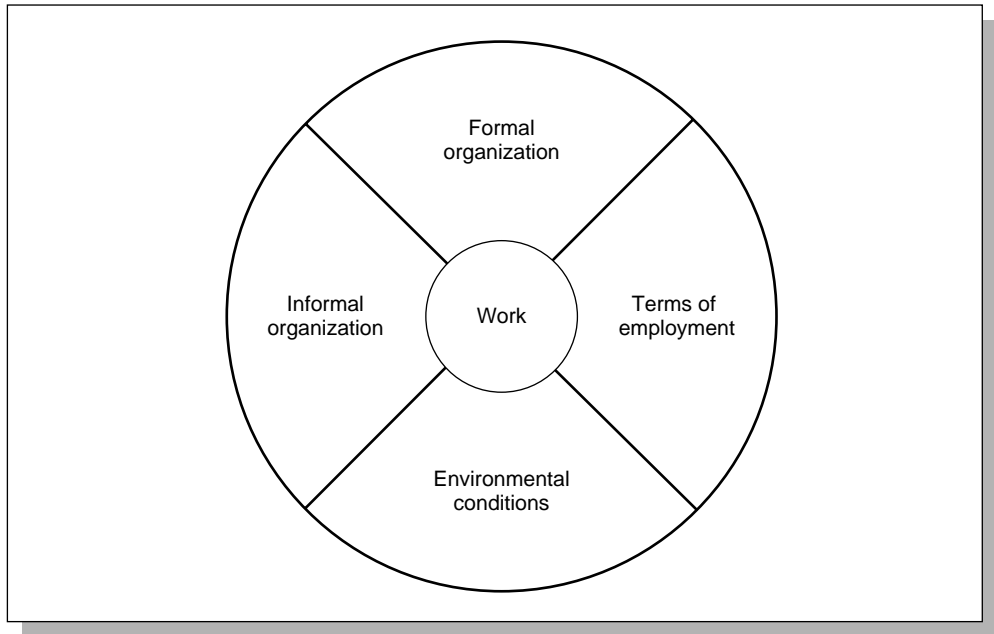 Formal
organization
Informal
organization
Work
Terms of
employment
Environmental
conditions